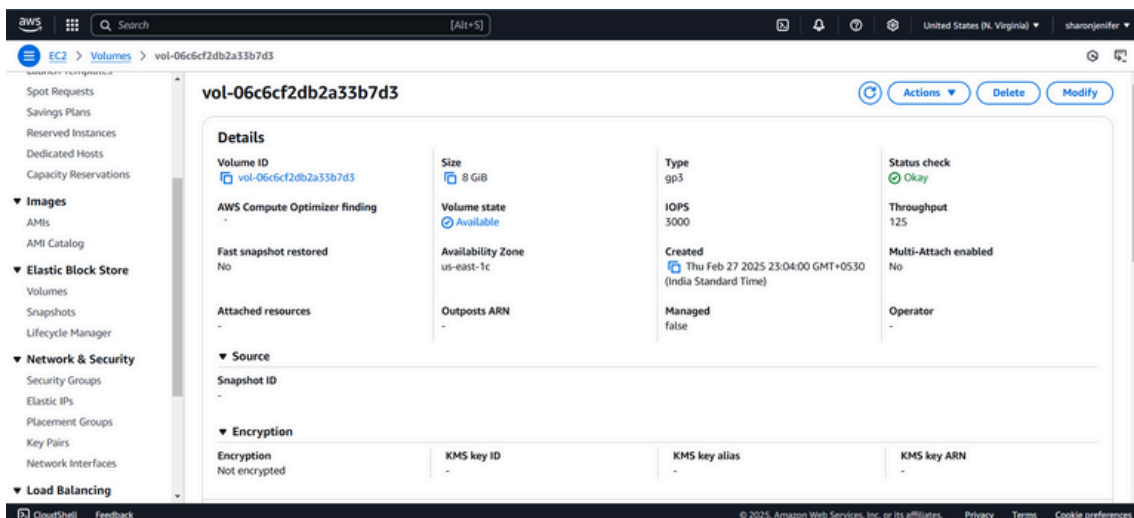 aws
Search [Alt+S] United States (N. Virginia) ▼ sharonjenifer ▼
EC2 > Volumes > vol-06c6cf2db2a33b7d3
Launch Templates
Spot Requests
Savings Plans
Reserved Instances
Dedicated Hosts
Capacity Reservations
▼ Images
AMIs
AMI Catalog
▼ Elastic Block Store
Volumes
Snapshots
Lifecycle Manager
▼ Network & Security
Security Groups
Elastic IPs
Placement Groups
Key Pairs
Network Interfaces
▼ Load Balancing
vol-06c6cf2db2a33b7d3
Actions ▼ Delete Modify
Details
Volume ID Size Type Status check
vol-06c6cf2db2a33b7d3 8 GiB gp3 Okay
AWS Compute Optimizer finding Volume state IOPS Throughput
- Available 3000 125
Fast snapshot restored Availability Zone Created Multi-Attach enabled
No us-east-1c Thu Feb 27 2025 23:04:00 GMT+0530 No
(India Standard Time)
Attached resources Outposts ARN Managed Operator
- - false -
▼ Source
Snapshot ID
-
▼ Encryption
Encryption KMS key ID KMS key alias KMS key ARN
Not encrypted - - -
CloudShell Feedback © 2025, Amazon Web Services, Inc. or its affiliates. Privacy Terms Cookie preferences